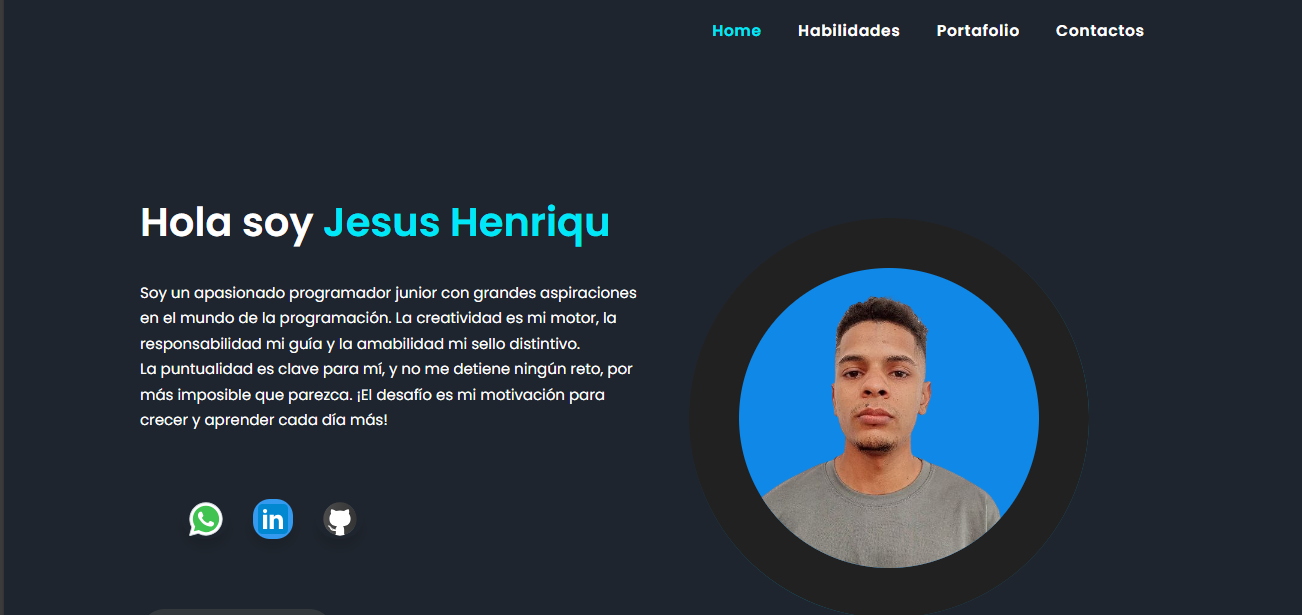 Home Habilidades Portafolio Contactos
Hola soy Jesus Henriqu
Soy un apasionado programador junior con grandes aspiraciones
en el mundo de la programación. La creatividad es mi motor, la
responsabilidad mi guía y la amabilidad mi sello distintivo.
La puntualidad es clave para mí, y no me detiene ningún reto, por
más imposible que parezca. ¡El desafío es mi motivación para
crecer y aprender cada día más!
in